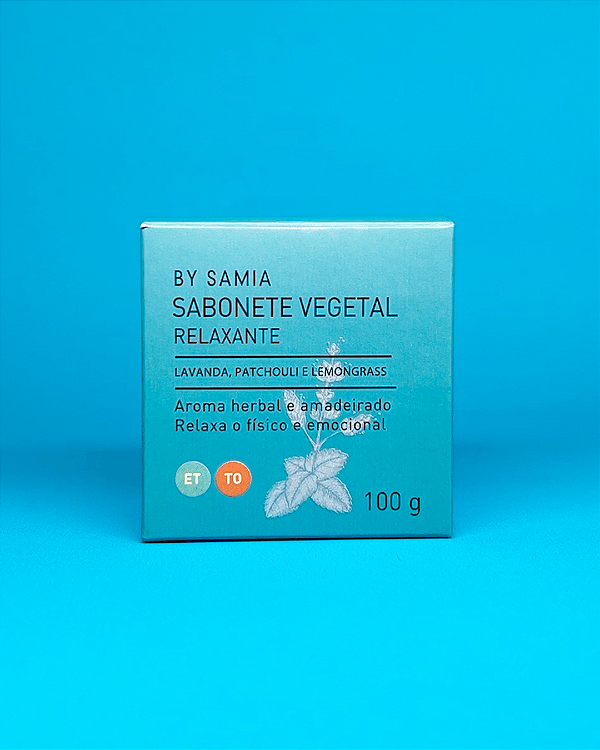 BY SAMIA
SABONETE VEGETAL
RELAXANTE
LAVANDA, PATCHOULI E LEMONGRASS
Aroma herbal e amadeirado
Relaxa o físico e emocional
ET TO
100 g